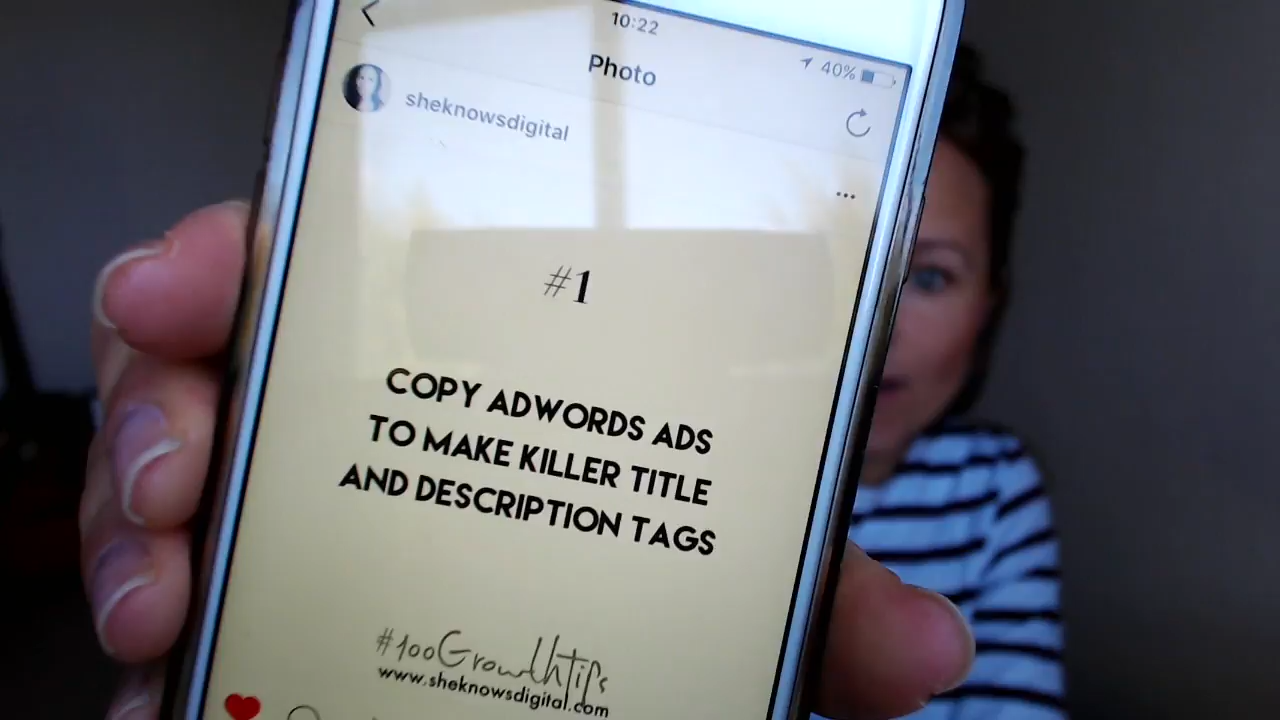 10:22
40%
Photo
sheknowsdigital
#1
COPY ADWORDS ADS
TO MAKE KILLER TITLE
AND DESCRIPTION TAGS
#100GrowthTips
www.sheknowsdigital.com